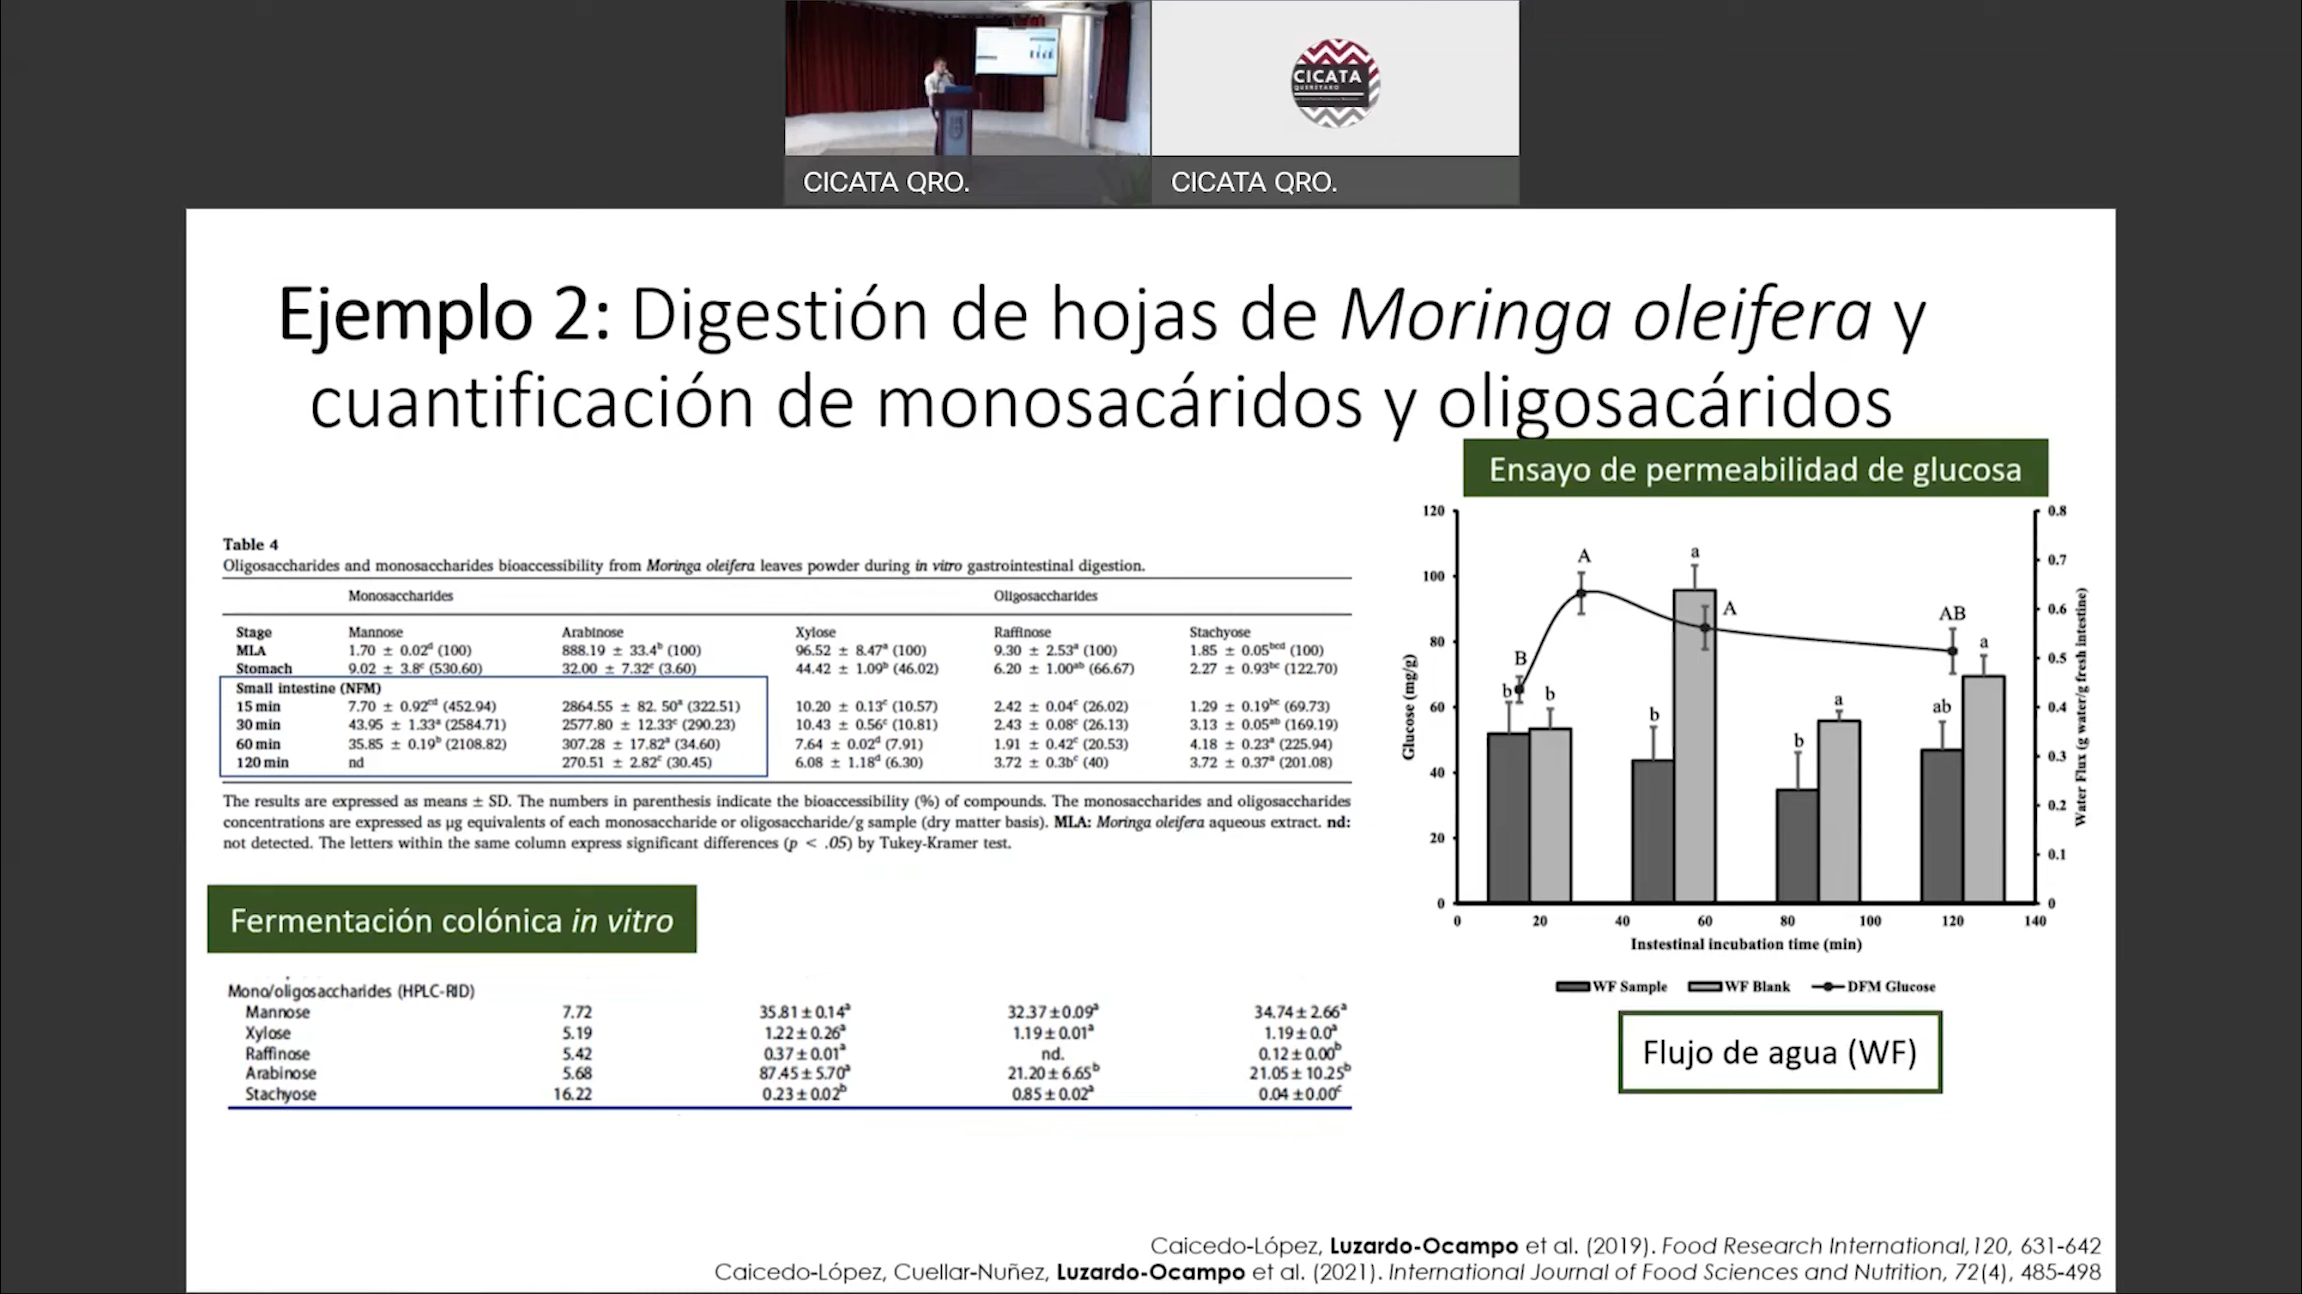 CICATA
QUERÉTARO
CICATA QRO.
CICATA QRO.
Ejemplo 2: Digestión de hojas de Moringa oleifera y
cuantificación de monosacáridos y oligosacáridos
Table 4
Oligosaccharides and monosaccharides bioaccessibility from Moringa oleifera leaves powder during in vitro gastrointestinal digestion.
Monosaccharides Oligosaccharides
Stage Mannose Arabinose Xylose Raffinose Stachyose
MLA 1.70 ± 0.02ᵈ (100) 888.19 ± 33.4ᵇ (100) 96.52 ± 8.47ᵃ (100) 9.30 ± 2.53ᵃ (100) 1.85 ± 0.05ᵇᶜᵈ (100)
Stomach 9.02 ± 3.8ᶜ (530.60) 32.00 ± 7.32ᶜ (3.60) 44.42 ± 1.09ᵇ (46.02) 6.20 ± 1.00ᵃᵇ (66.67) 2.27 ± 0.93ᵇᶜ (122.70)
Small intestine (NFM)
15 min 7.70 ± 0.92ᶜᵈ (452.94) 2864.55 ± 82. 50ᵃ (322.51) 10.20 ± 0.13ᶜ (10.57) 2.42 ± 0.04ᶜ (26.02) 1.29 ± 0.19ᵇᶜ (69.73)
30 min 43.95 ± 1.33ᵃ (2584.71) 2577.80 ± 12.33ᶜ (290.23) 10.43 ± 0.56ᶜ (10.81) 2.43 ± 0.08ᶜ (26.13) 3.13 ± 0.05ᵃᵇ (169.19)
60 min 35.85 ± 0.19ᵇ (2108.82) 307.28 ± 17.82ᵃ (34.60) 7.64 ± 0.02ᵈ (7.91) 1.91 ± 0.42ᶜ (20.53) 4.18 ± 0.23ᵃ (225.94)
120 min nd 270.51 ± 2.82ᶜ (30.45) 6.08 ± 1.18ᵈ (6.30) 3.72 ± 0.3bᶜ (40) 3.72 ± 0.37ᵃ (201.08)
The results are expressed as means ± SD. The numbers in parenthesis indicate the bioaccessibility (%) of compounds. The monosaccharides and oligosaccharides
concentrations are expressed as µg equivalents of each monosaccharide or oligosaccharide/g sample (dry matter basis). MLA: Moringa oleifera aqueous extract. nd:
not detected. The letters within the same column express significant differences (p < .05) by Tukey-Kramer test.
Fermentación colónica in vitro
Mono/oligosaccharides (HPLC-RID)
Mannose 7.72 35.81 ± 0.14ᵃ 32.37 ± 0.09ᵃ 34.74 ± 2.66ᵃ
Xylose 5.19 1.22 ± 0.26ᵃ 1.19 ± 0.01ᵃ 1.19 ± 0.0ᵃ
Raffinose 5.42 0.37 ± 0.01ᵃ nd. 0.12 ± 0.00ᵇ
Arabinose 5.68 87.45 ± 5.70ᵃ 21.20 ± 6.65ᵇ 21.05 ± 10.25ᵇ
Stachyose 16.22 0.23 ± 0.02ᵇ 0.85 ± 0.02ᵃ 0.04 ± 0.00ᶜ
Ensayo de permeabilidad de glucosa
120 0.8
0.7
100
0.6
80
0.5
60 0.4
0.3
40
0.2
20
0.1
0 0
Glucose (mg/g)
Water Flux (g water/g fresh intestine)
A a A AB a
B b b b a b ab
0 20 40 60 80 100 120 140
Instestinal incubation time (min)
WF Sample WF Blank DFM Glucose
Flujo de agua (WF)
Caicedo-López, Luzardo-Ocampo et al. (2019). Food Research International, 120, 631-642
Caicedo-López, Cuellar-Nuñez, Luzardo-Ocampo et al. (2021). International Journal of Food Sciences and Nutrition, 72(4), 485-498